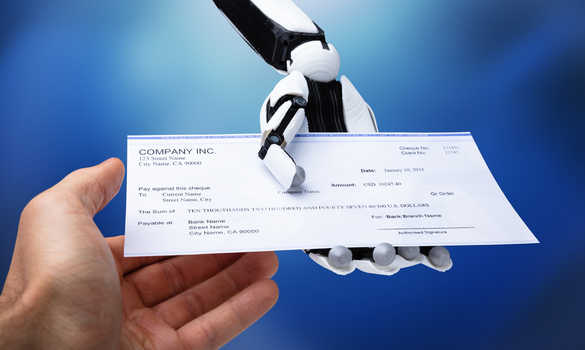 COMPANY INC.
123 Street Name
City Name, CA 90000
Cheque No:
Client No:
Date: January 10, 2015
Pay against this cheque
To Current Name
Street Name, City
Company Name
Amount: USD 10247.40
Or Order
The Sum of TEN THOUHANDS TWO HUNDRED AND FOURTY SEVEN 40/100 U.S. DOLLARS
Payable at Bank Name
Street Name
City Name, CA 90000
For: Bank Branch Name
Authorised Signature